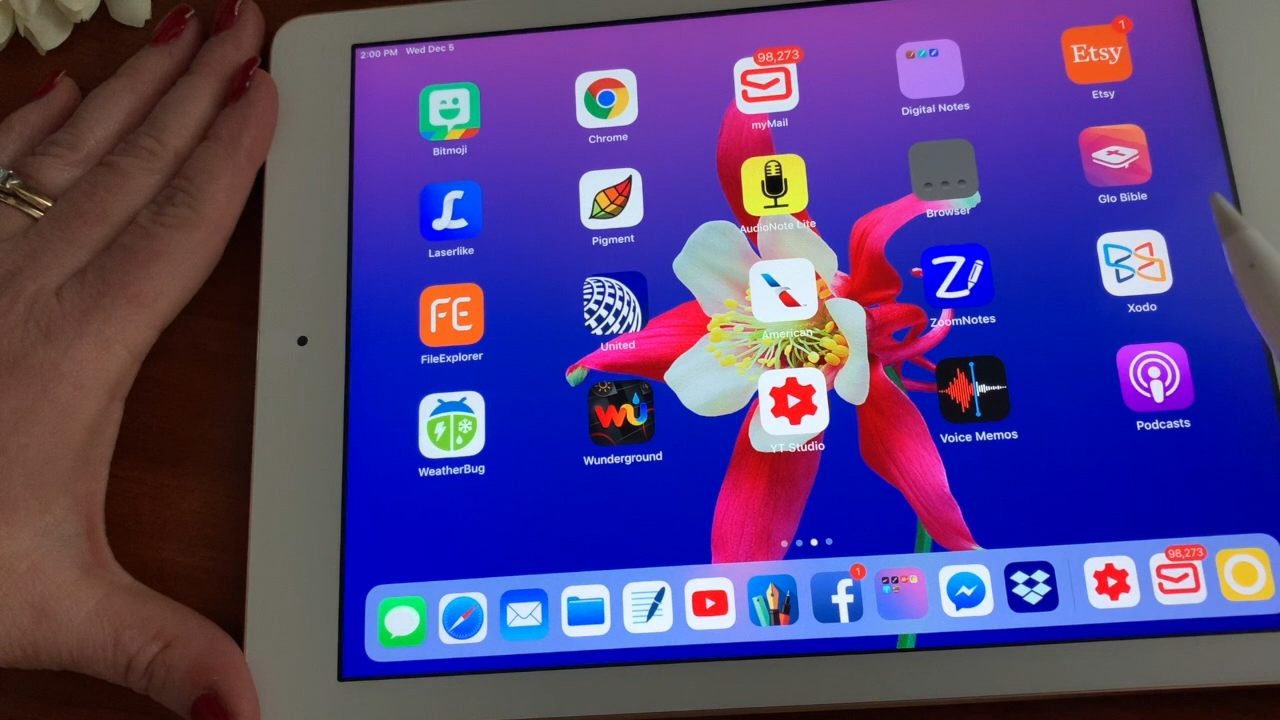 2:00 PM Wed Dec 5
98,273
1
Etsy
Bitmoji
Chrome
myMail
Digital Notes
Etsy
L
Laserlike
Pigment
AudioNote Lite
Browser
Glo Bible
FE
Z
FileExplorer
United
American
ZoomNotes
Xodo
wu
WeatherBug
Wunderground
YT Studio
Voice Memos
Podcasts
1
98,273
f